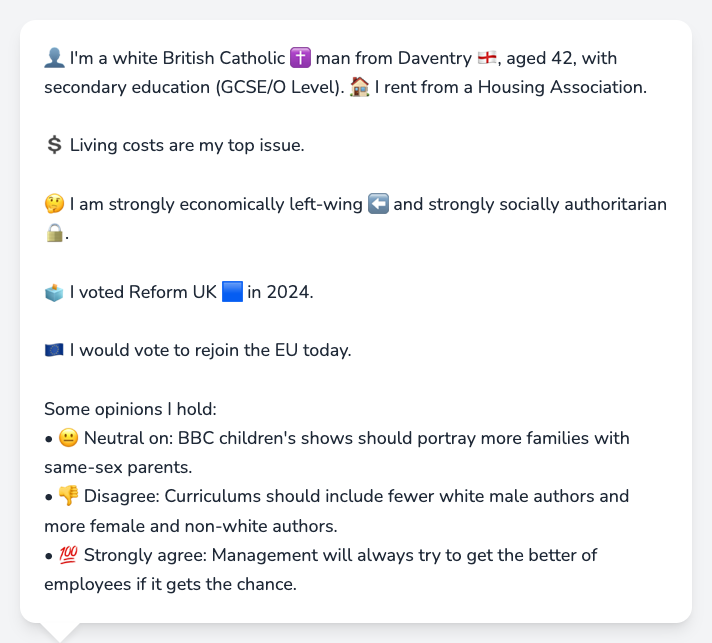 👤 I'm a white British Catholic ✝️ man from Daventry 🏴󠁧󠁢󠁥󠁮󠁧󠁿, aged 42, with
secondary education (GCSE/O Level). 🏠 I rent from a Housing Association.
💲 Living costs are my top issue.
🤔 I am strongly economically left-wing ⬅️ and strongly socially authoritarian
🔒.
🗳️ I voted Reform UK 🟦 in 2024.
🇪🇺 I would vote to rejoin the EU today.
Some opinions I hold:
• 😐 Neutral on: BBC children's shows should portray more families with
same-sex parents.
• 👎 Disagree: Curriculums should include fewer white male authors and
more female and non-white authors.
• 💯 Strongly agree: Management will always try to get the better of
employees if it gets the chance.